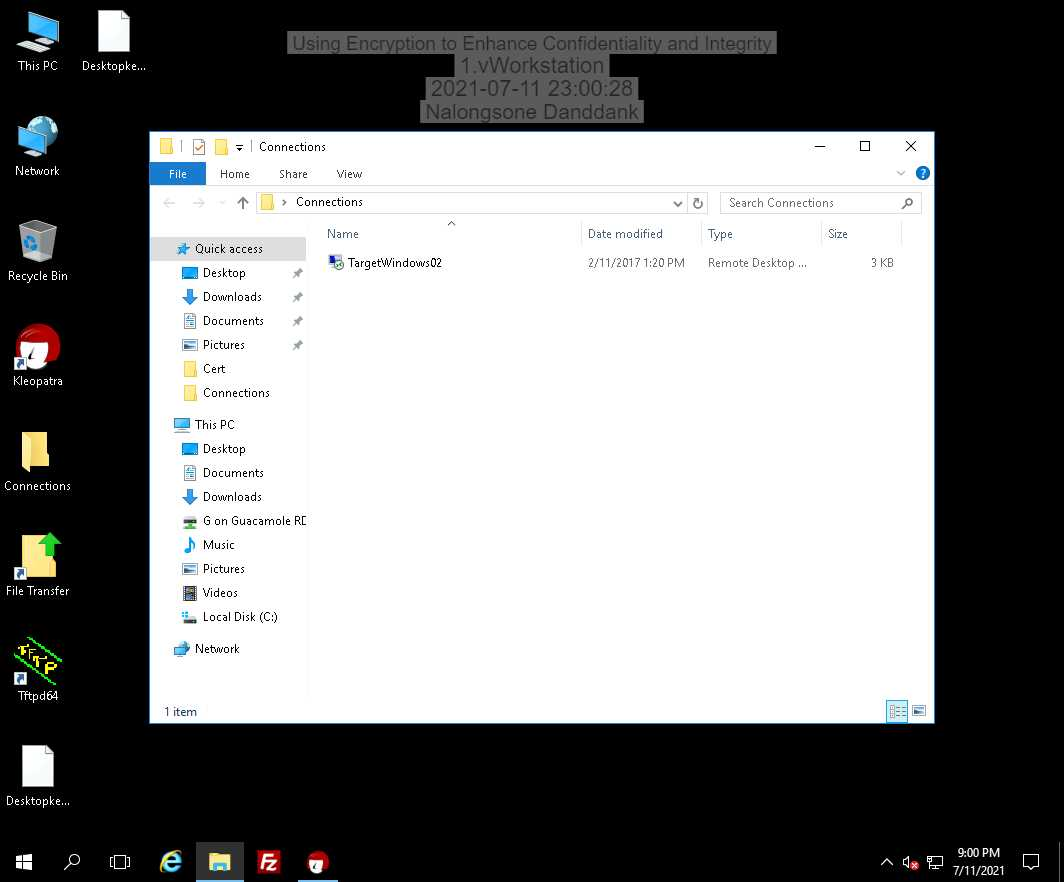 This PC
Desktopke...
Network
Recycle Bin
Kleopatra
Connections
File Transfer
TFTP
Tftpd64
Desktopke...
Using Encryption to Enhance Confidentiality and Integrity
1.vWorkstation
2021-07-11 23:00:28
Nalongsone Danddank
Connections
File Home Share View
Connections
Search Connections
Name Date modified Type Size
TargetWindows02 2/11/2017 1:20 PM Remote Desktop ... 3 KB
Quick access
Desktop
Downloads
Documents
Pictures
Cert
Connections
This PC
Desktop
Documents
Downloads
G on Guacamole RD
Music
Pictures
Videos
Local Disk (C:)
Network
1 item
9:00 PM
7/11/2021